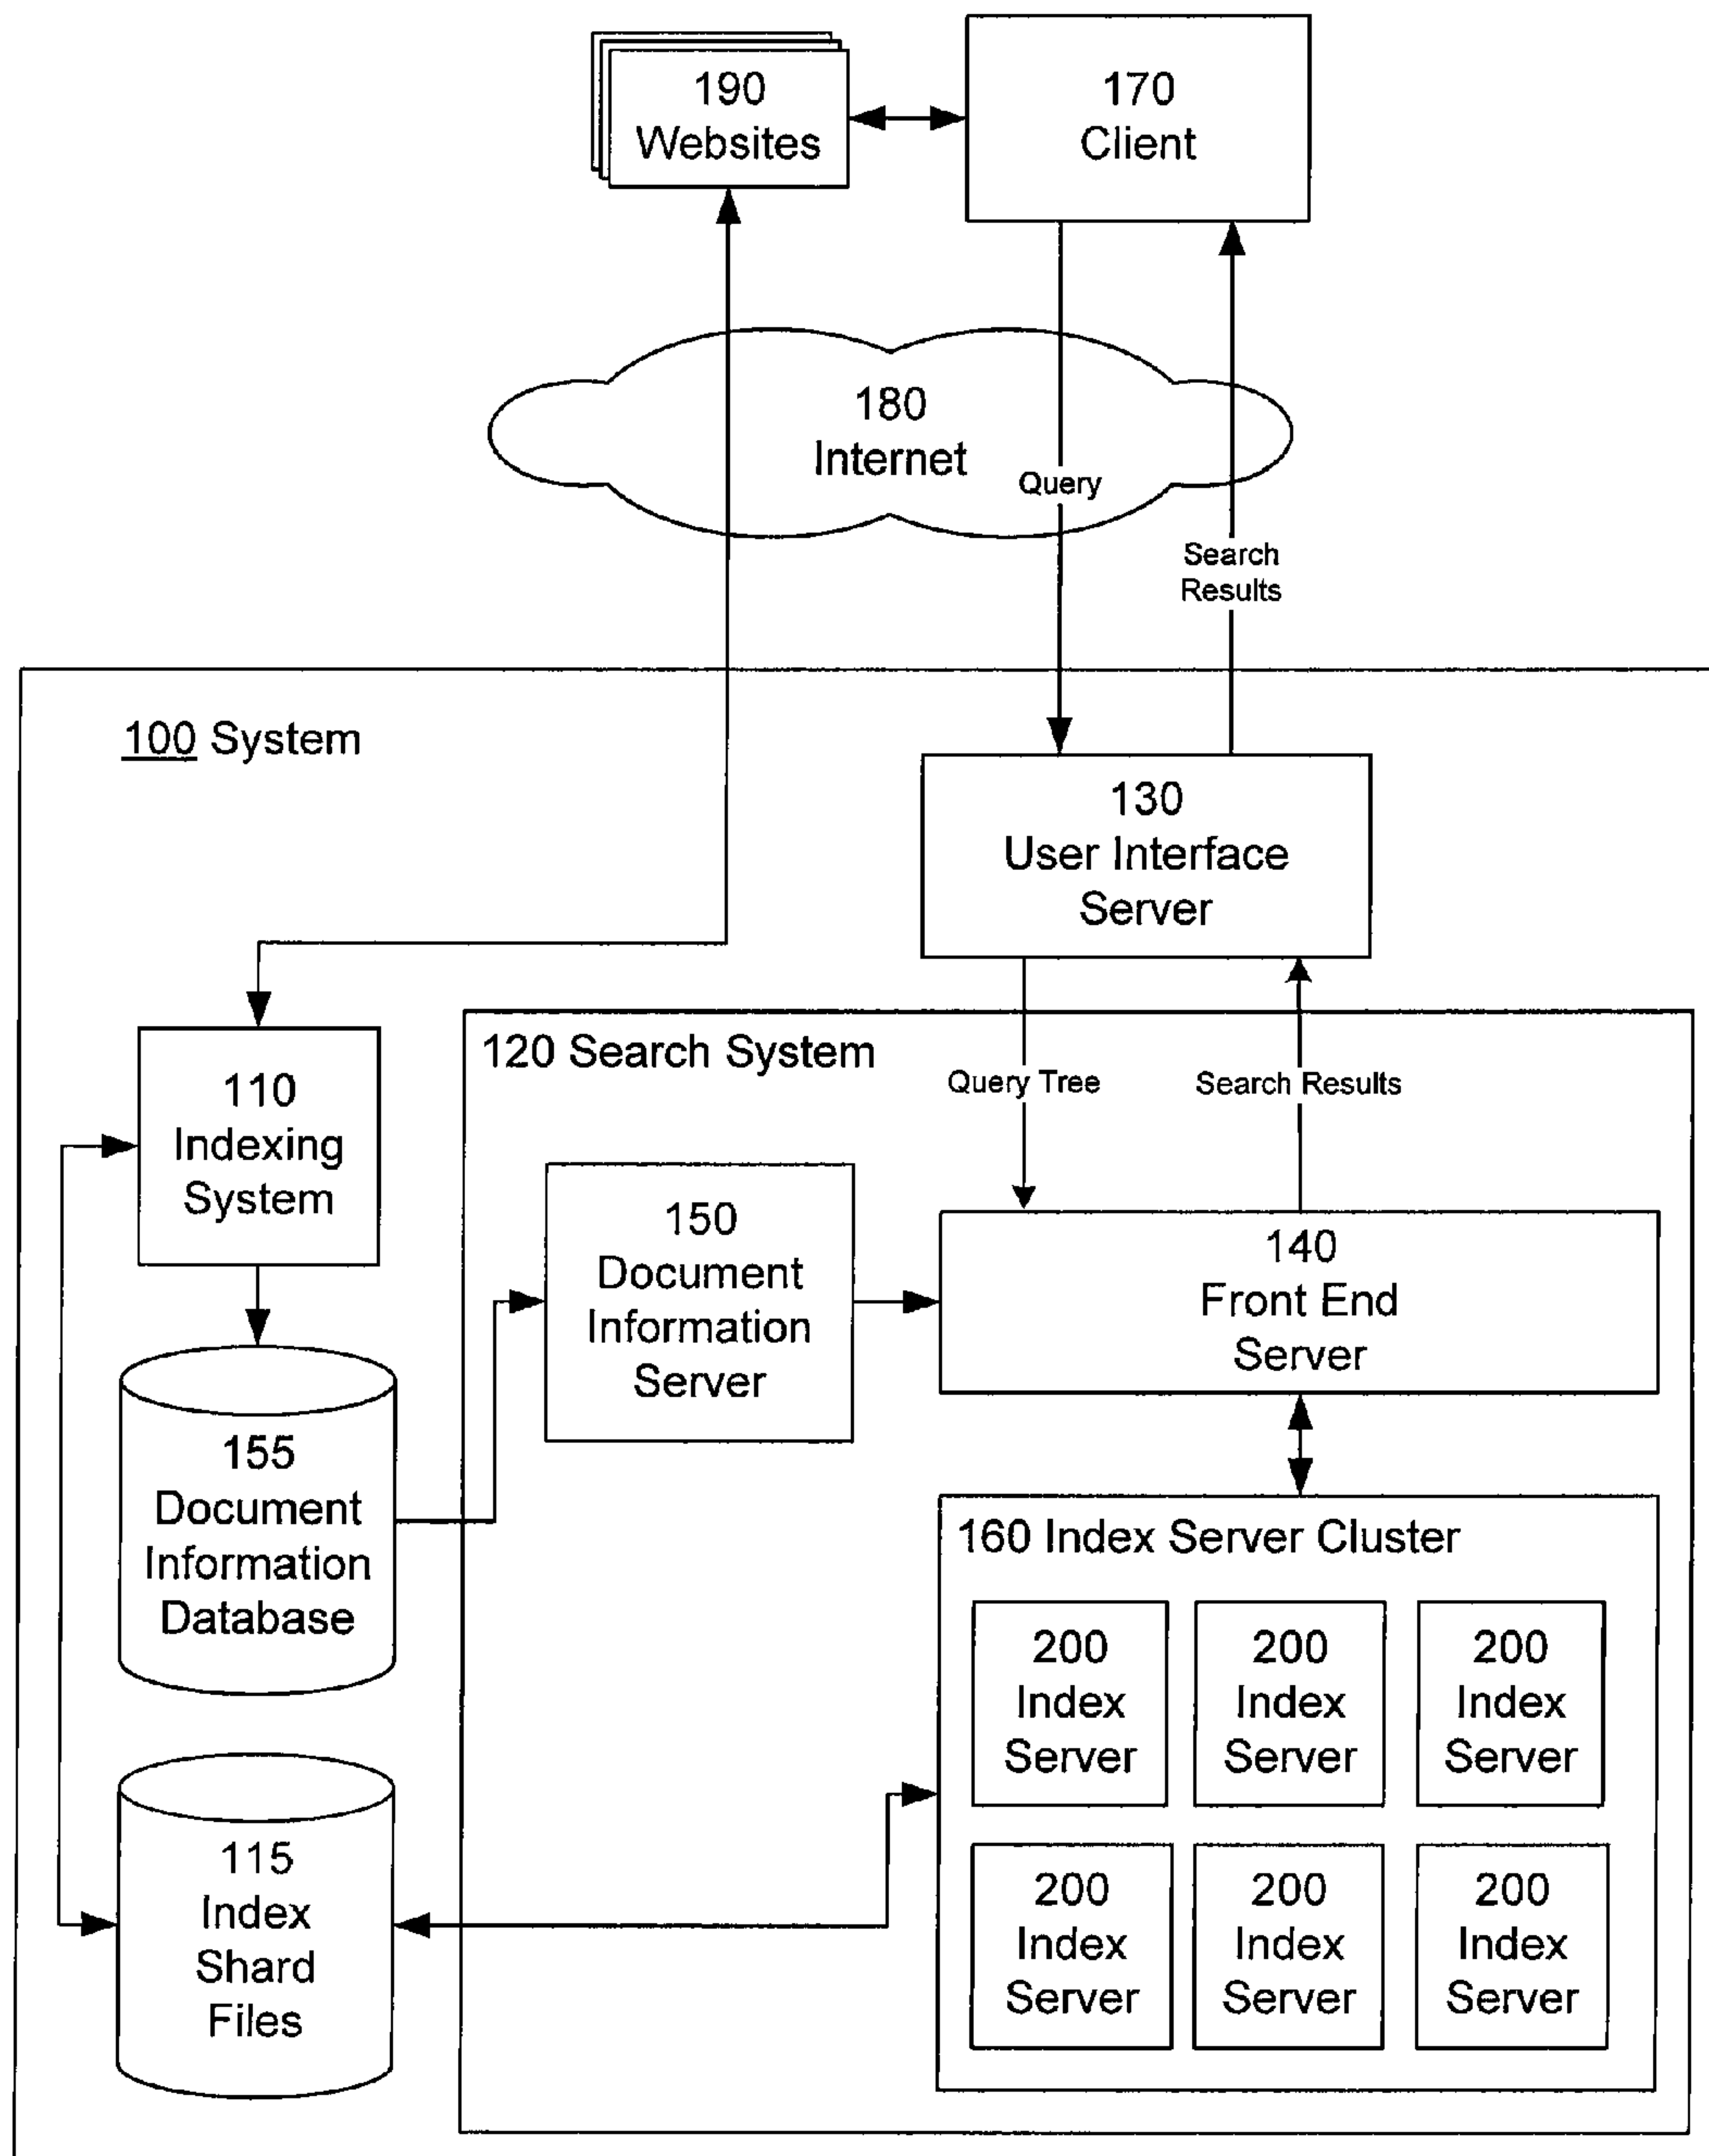 190
Websites
170
Client
180
Internet
Query
Search
Results
100 System
130
User Interface
Server
120 Search System
Query Tree
Search Results
110
Indexing
System
150
Document
Information
Server
140
Front End
Server
155
Document
Information
Database
160 Index Server Cluster
200
Index
Server
200
Index
Server
200
Index
Server
115
Index
Shard
Files
200
Index
Server
200
Index
Server
200
Index
Server